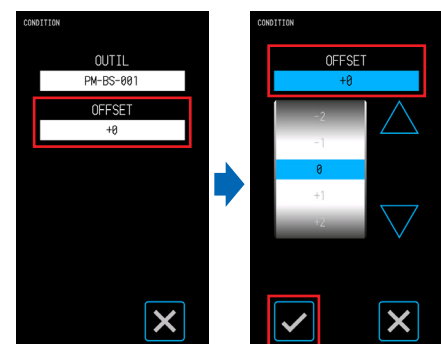 CONDITION
OUTIL
PM-BS-001
OFFSET
+0
CONDITION
OFFSET
+0
-2
-1
0
+1
+2